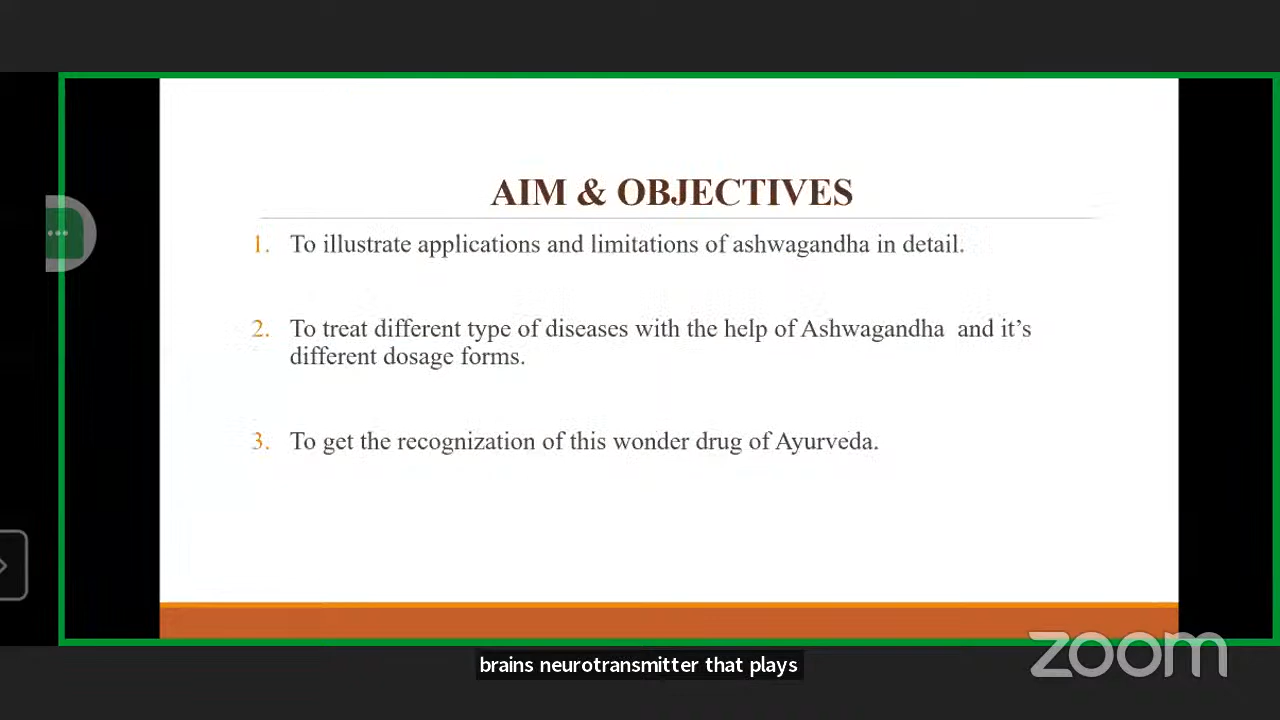 AIM & OBJECTIVES
1. To illustrate applications and limitations of ashwagandha in detail.
2. To treat different type of diseases with the help of Ashwagandha and it’s
different dosage forms.
3. To get the recognization of this wonder drug of Ayurveda.
zoom
brains neurotransmitter that plays